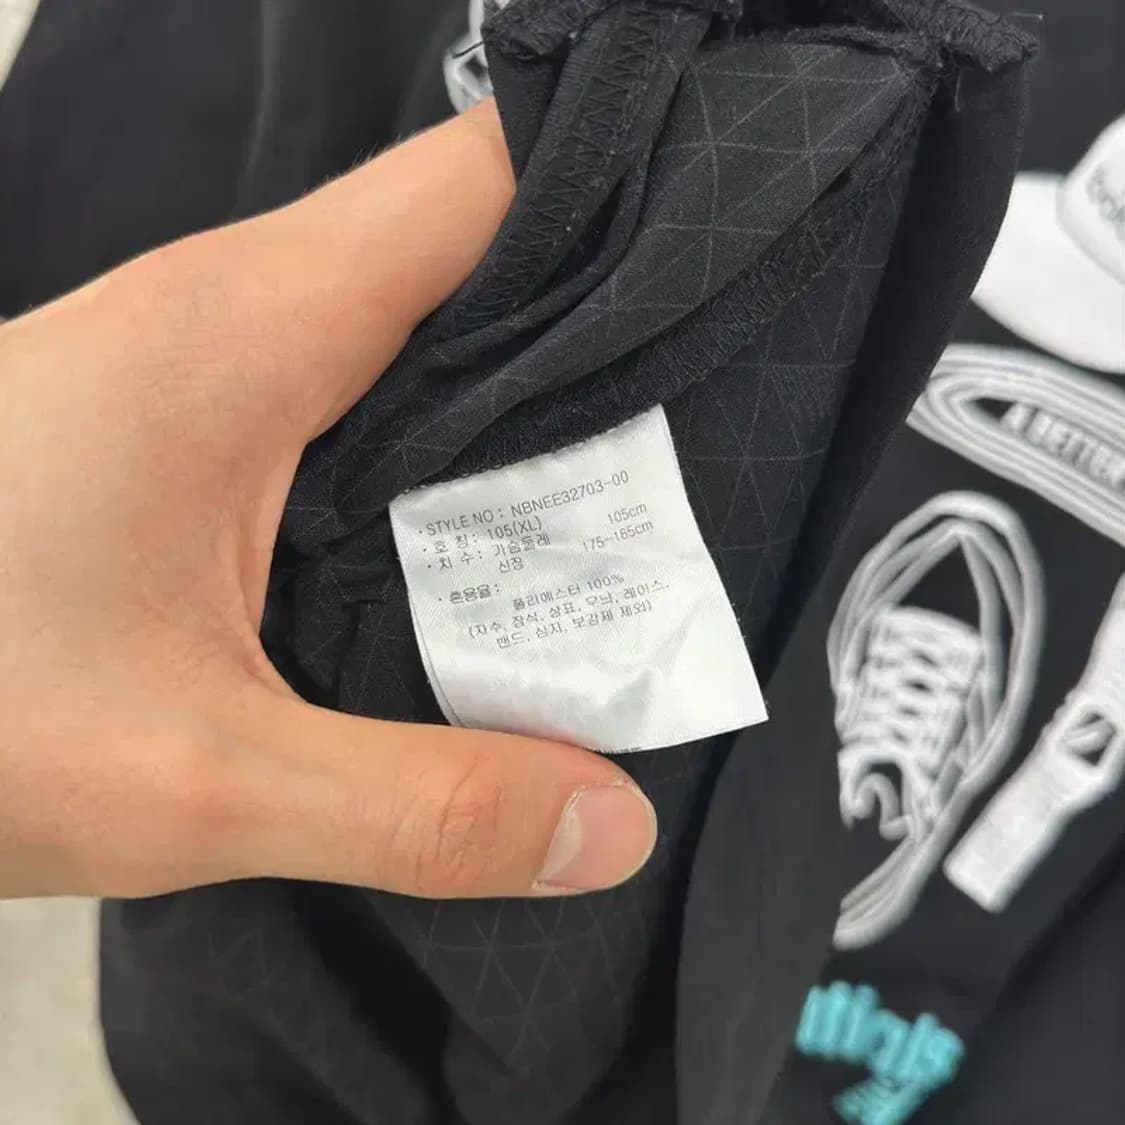 · STYLE NO : NBNEE32703-00
· 호 칭 : 105(XL)
· 치 수 : 가슴둘레 105cm
신장 175-185cm
· 혼용율 :
폴리에스터 100%
(자수, 장식, 상표, 무늬, 레이스,
밴드, 심지, 보강제 제외)
A BETTER